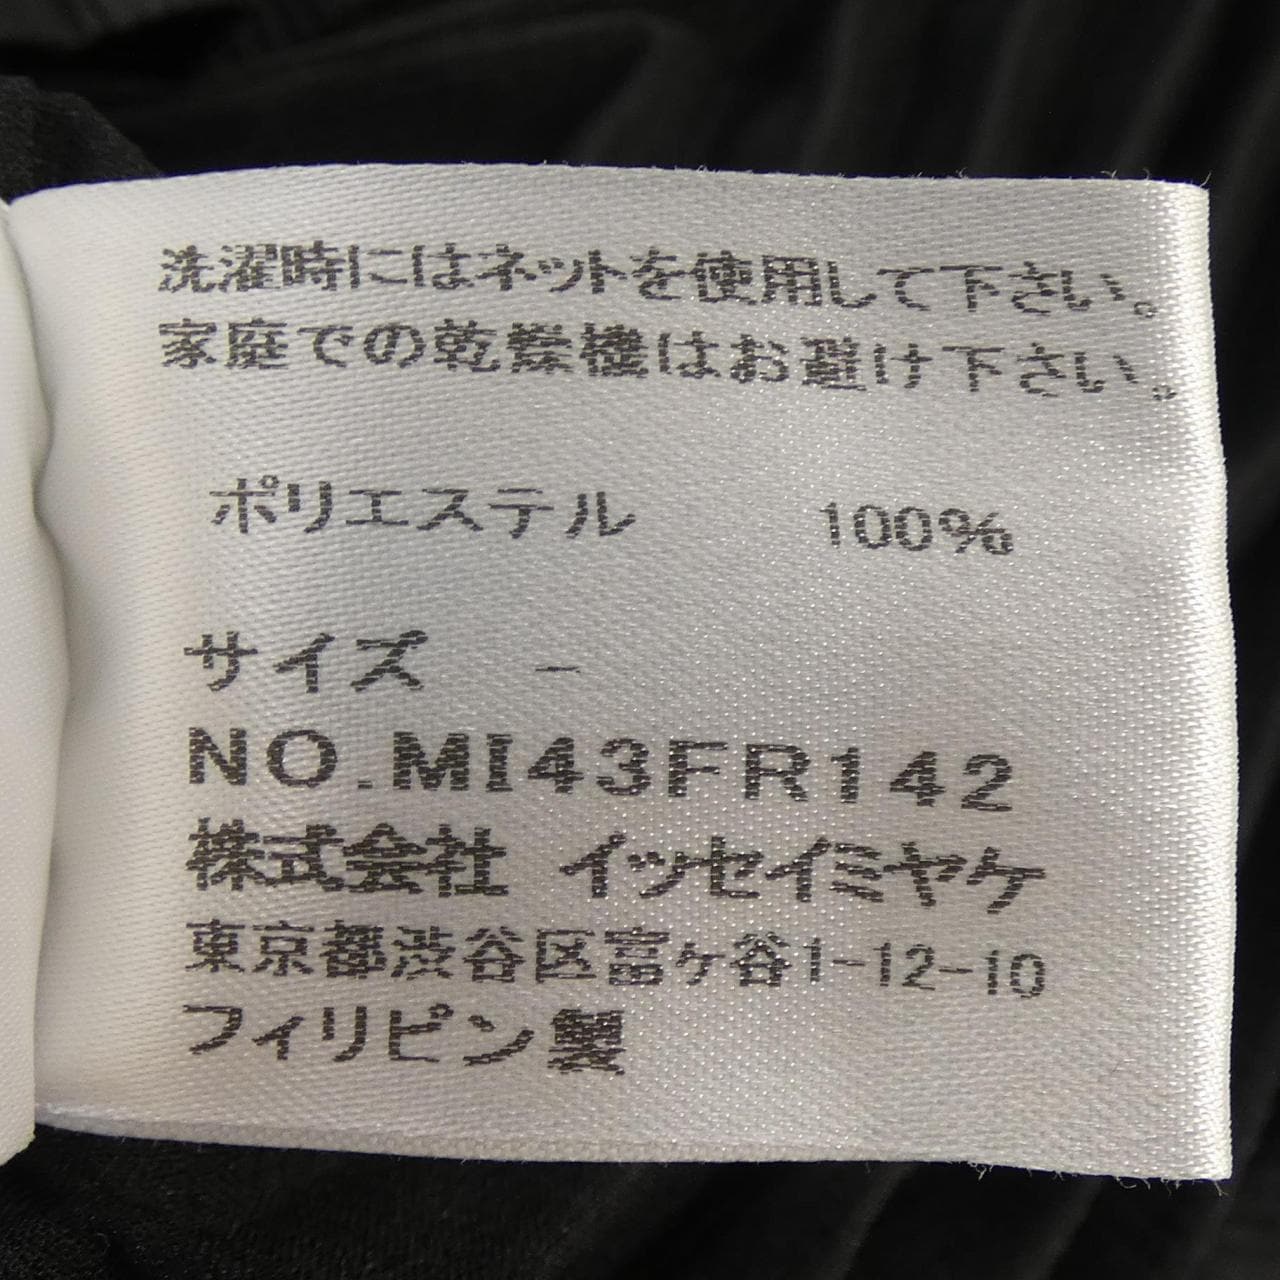 洗濯時にはネットを使用して下さい。
家庭での乾燥機はお避け下さい。
ポリエステル 100%
サイズ -
NO.MI43FR142
株式会社 イッセイミヤケ
東京都渋谷区富ヶ谷1-12-10
フィリピン製